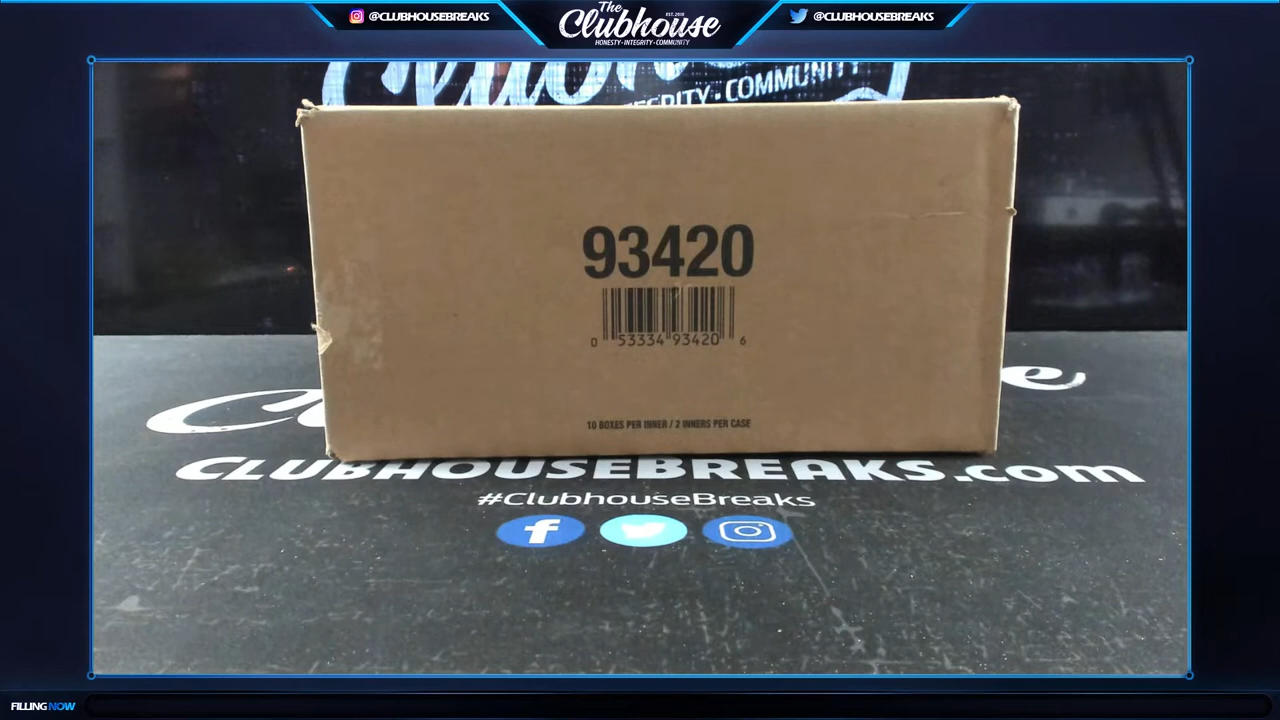 @CLUBHOUSEBREAKS
The
Clubhouse
EST. 2018
HONESTY • INTEGRITY • COMMUNITY
@CLUBHOUSEBREAKS
COMMUNITY
93420
0 53334 93420 6
10 BOXES PER INNER / 2 INNERS PER CASE
CLUBHOUSEBREAKS.com
#ClubhouseBreaks
FILLING NOW